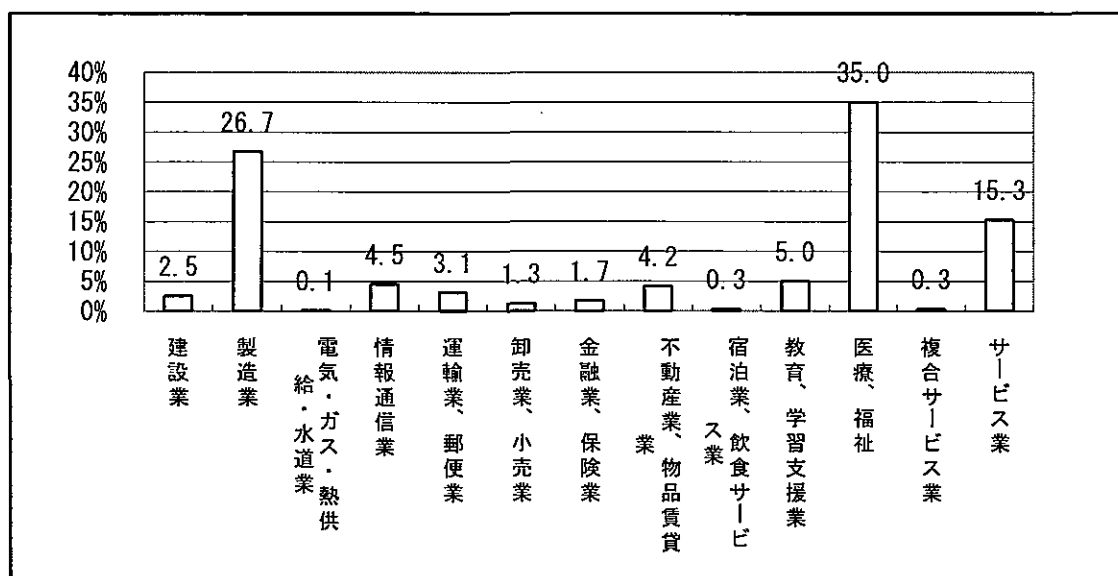 40%
35%
30%
25%
20%
15%
10%
5%
0%
2.5
26.7
0.1
4.5
3.1
1.3
1.7
4.2
0.3
5.0
35.0
0.3
15.3
建設業
製造業
電気・ガス・熱供
給・水道業
情報通信業
運輸業、郵便業
卸売業、小売業
金融業、保険業
不動産業、物品賃貸
業
宿泊業、飲食サービ
ス業
教育、学習支援業
医療、福祉
複合サービス業
サービス業